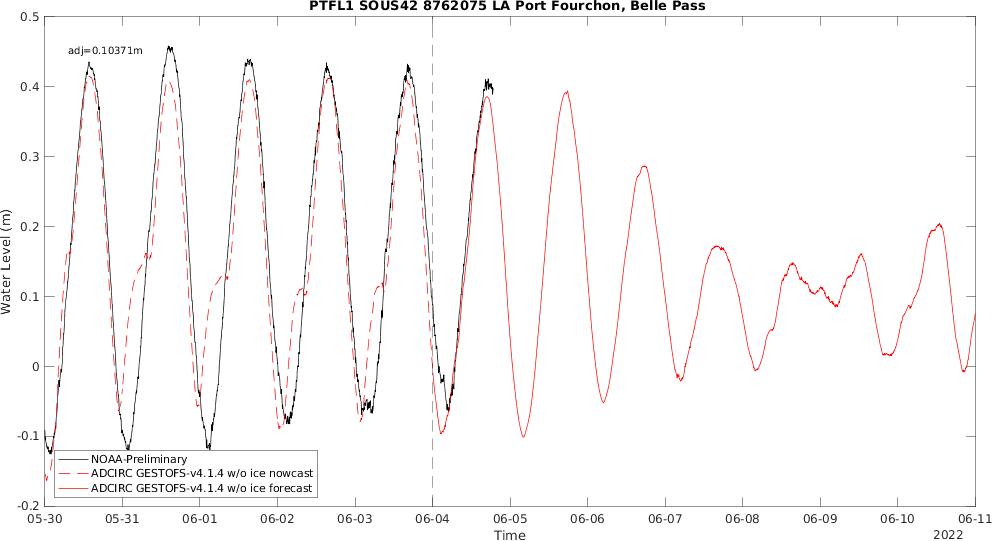 PTFL1 SOUS42 8762075 LA Port Fourchon, Belle Pass
adj=0.10371m
0.5
0.4
0.3
0.2
0.1
0
-0.1
-0.2
Water Level (m)
NOAA-Preliminary
ADCIRC GESTOFS-v4.1.4 w/o ice nowcast
ADCIRC GESTOFS-v4.1.4 w/o ice forecast
05-30 05-31 06-01 06-02 06-03 06-04 06-05 06-06 06-07 06-08 06-09 06-10 06-11
Time
2022